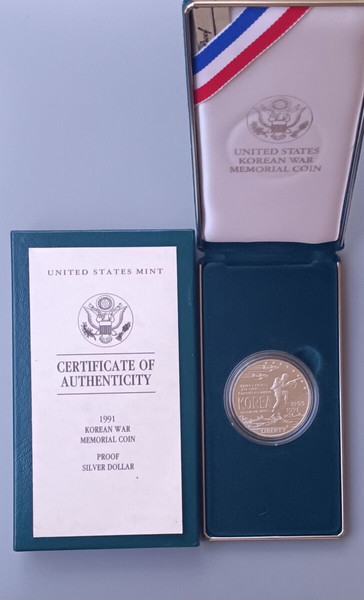 UNITED STATES MINT
CERTIFICATE OF
AUTHENTICITY
1991
KOREAN WAR
MEMORIAL COIN
PROOF
SILVER DOLLAR
UNITED STATES
KOREAN WAR
MEMORIAL COIN
KOREA
LIBERTY